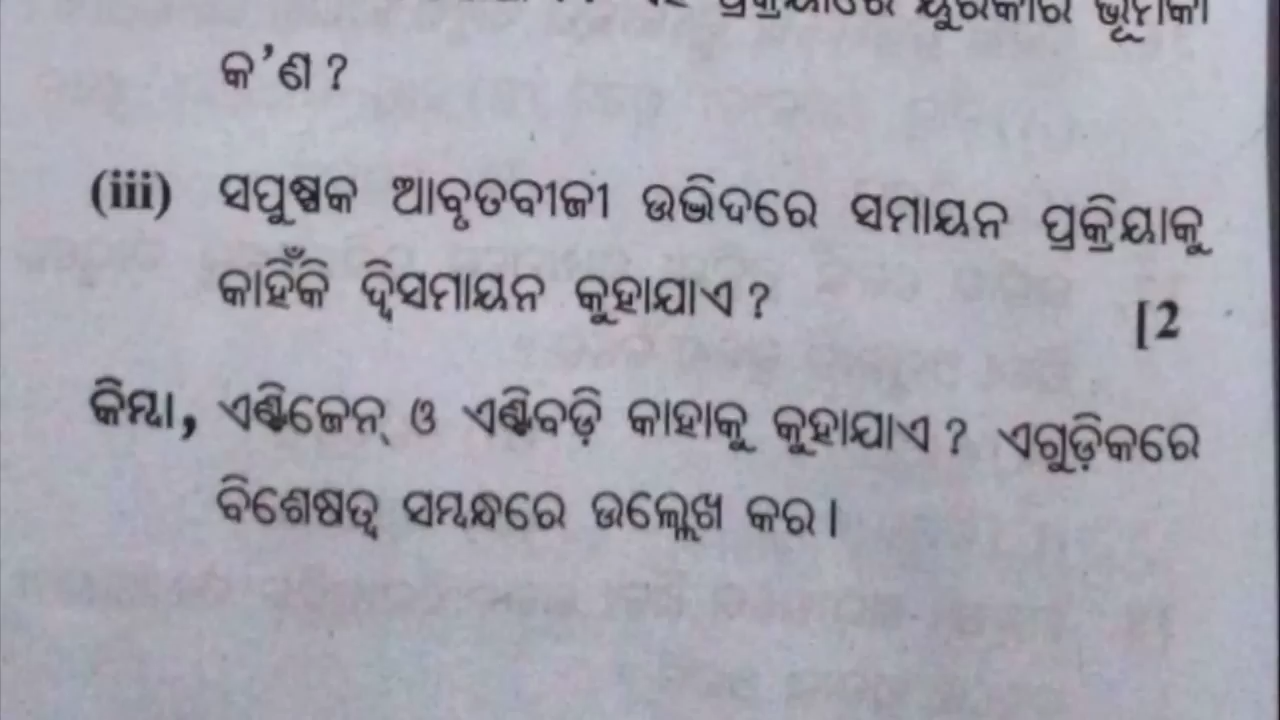 ପ୍ରକ୍ରିୟାରେ ୟୁରିକାର ଭୂମିକା
କ'ଣ ?
(iii) ସପୁଷ୍ପକ ଆବୃତବୀଜୀ ଉଦ୍ଭିଦରେ ସମାୟନ ପ୍ରକ୍ରିୟାକୁ
କାହିଁକି ଦ୍ୱିସମାୟନ କୁହାଯାଏ ?
[2
କିମ୍ବା, ଏଣ୍ଟିଜେନ୍ ଓ ଏଣ୍ଟିବଡ଼ି କାହାକୁ କୁହାଯାଏ ? ଏଗୁଡ଼ିକରେ
ବିଶେଷତ୍ୱ ସମ୍ବନ୍ଧରେ ଉଲ୍ଲେଖ କର ।